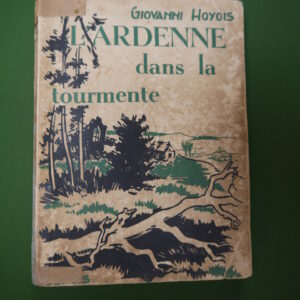 GIOVANNI HOYOIS
L'ARDENNE
dans la
tourmente